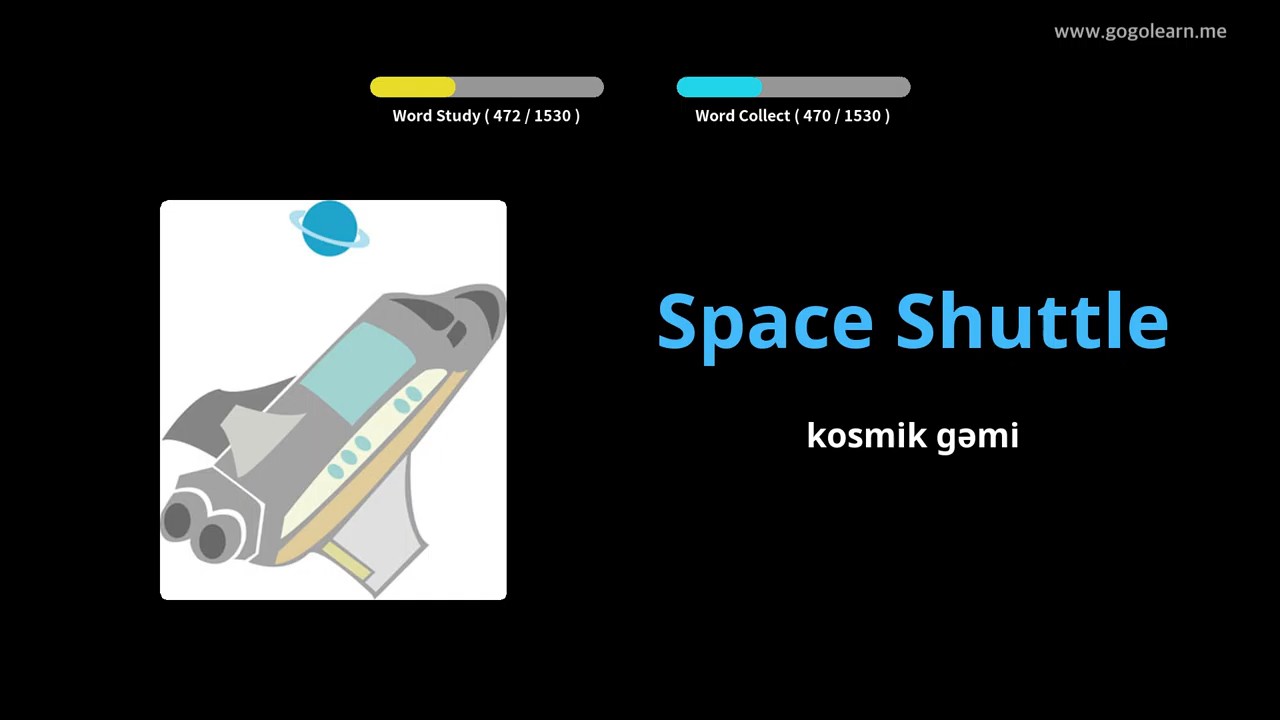 www.gogolearn.me
Word Study ( 472 / 1530 )
Word Collect ( 470 / 1530 )
Space Shuttle
kosmik gəmi